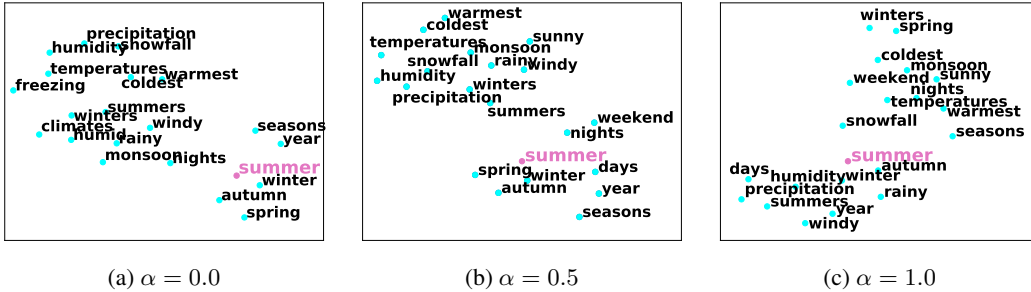 precipitation
humidity
snowfall
temperatures
freezing
coldest
warmest
summers
winters
climates
humid
windy
rainy
monsoon
nights
seasons
year
summer
winter
autumn
spring
(a) α = 0.0
warmest
coldest
sunny
temperatures
monsoon
snowfall
rainy
windy
humidity
winters
precipitation
summers
weekend
nights
summer
spring
winter
days
autumn
year
seasons
(b) α = 0.5
winters
spring
coldest
monsoon
weekend
sunny
nights
temperatures
warmest
snowfall
seasons
summer
days
humidity
winter
autumn
precipitation
summers
rainy
year
windy
(c) α = 1.0